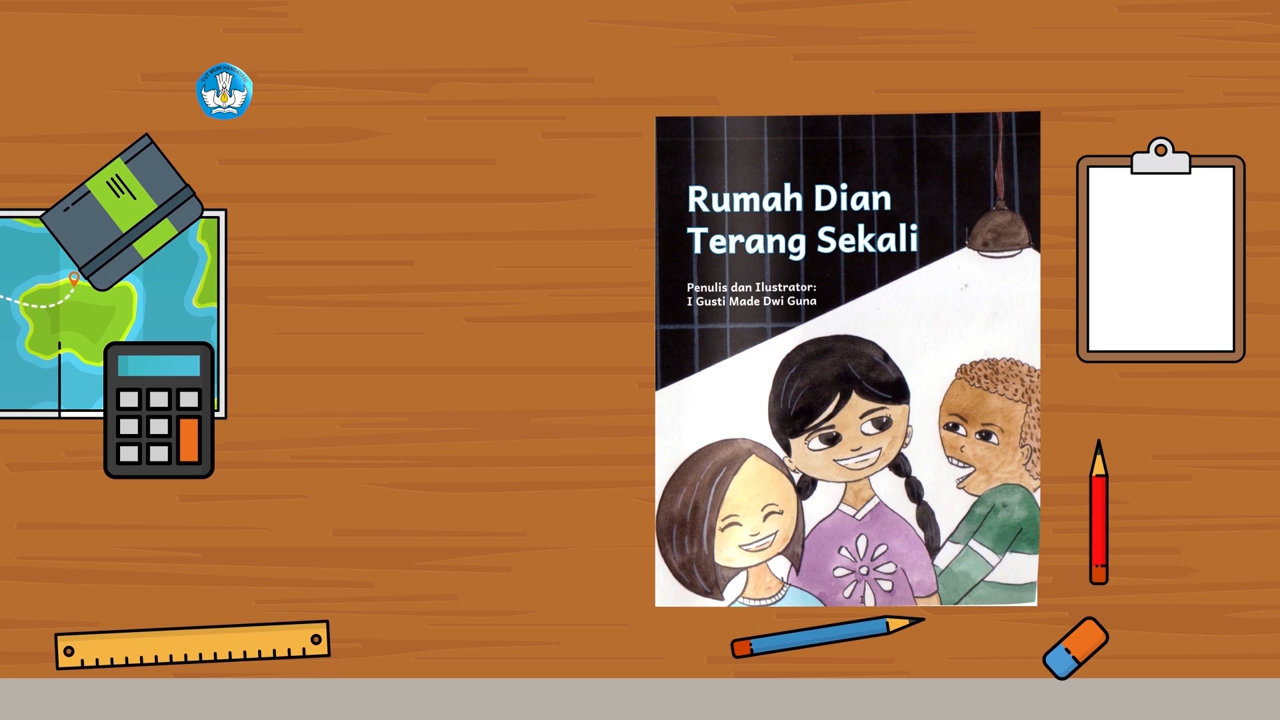 Rumah Dian
Terang Sekali
Penulis dan Ilustrator:
I Gusti Made Dwi Guna